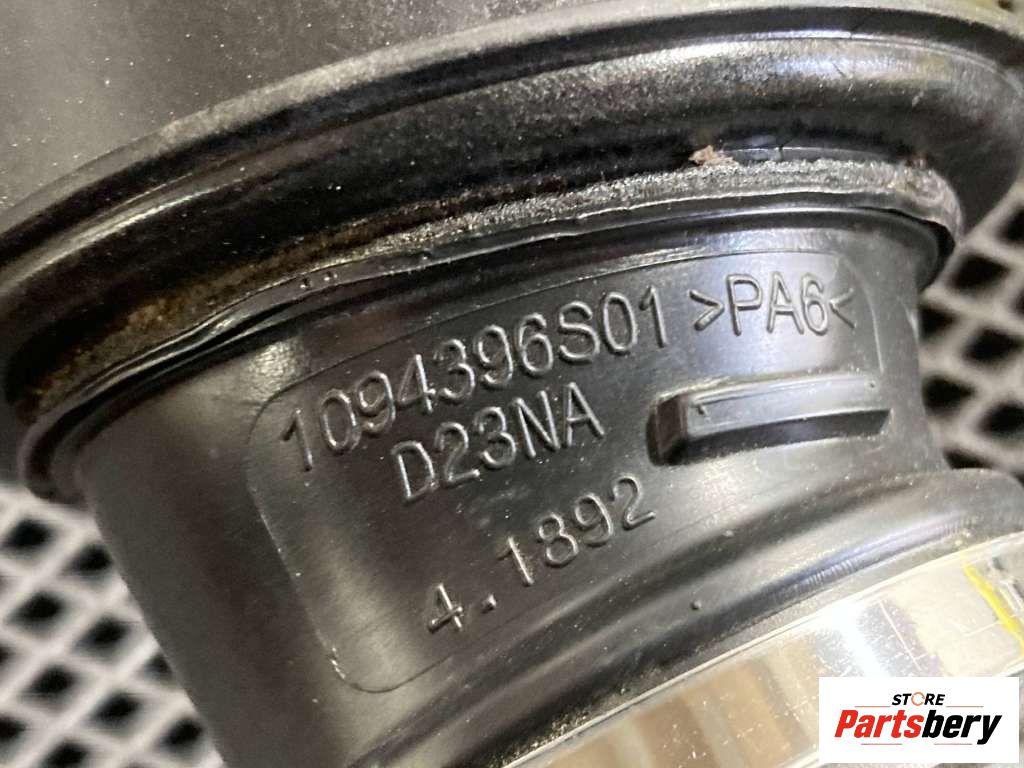 1094396S01 >PA6<
D23NA
4.1892
STORE
Partsbery